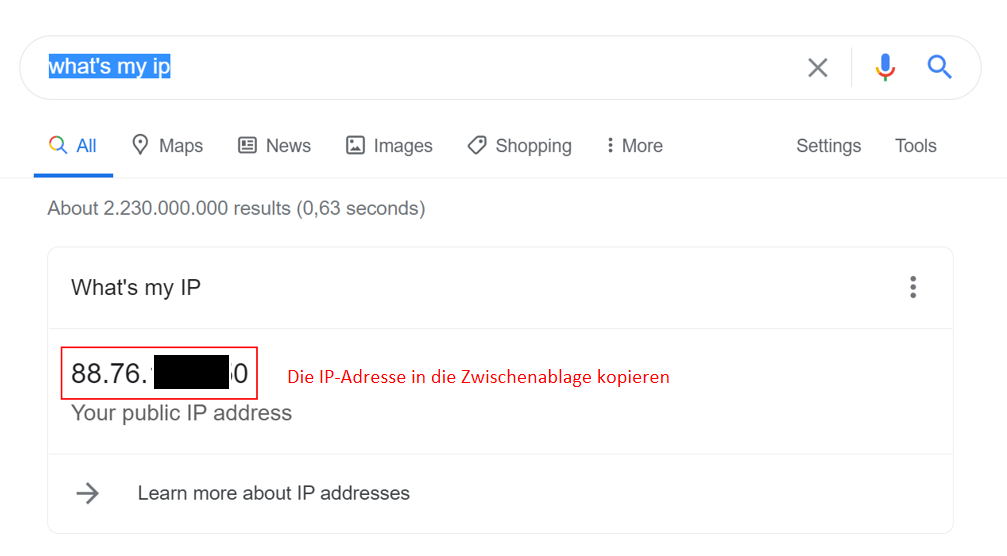 what's my ip
All Maps News Images Shopping More Settings Tools
About 2.230.000.000 results (0,63 seconds)
What's my IP
88.76. 0 Die IP-Adresse in die Zwischenablage kopieren
Your public IP address
Learn more about IP addresses